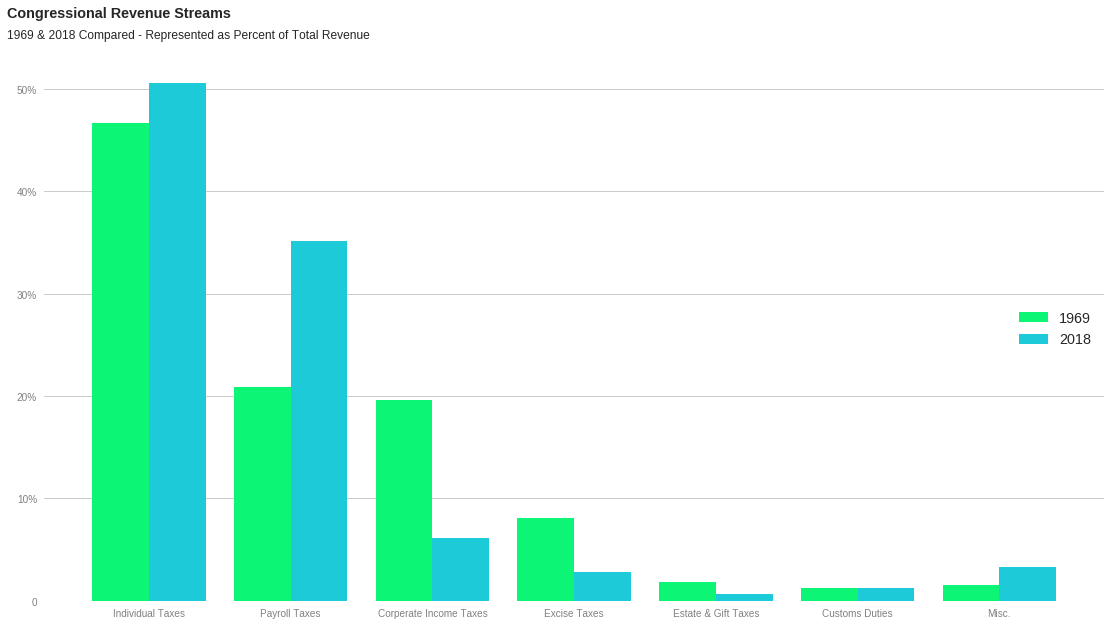 Congressional Revenue Streams
1969 & 2018 Compared - Represented as Percent of Total Revenue
50%
40%
30%
20%
10%
0
1969
2018
Individual Taxes
Payroll Taxes
Corperate Income Taxes
Excise Taxes
Estate & Gift Taxes
Customs Duties
Misc.